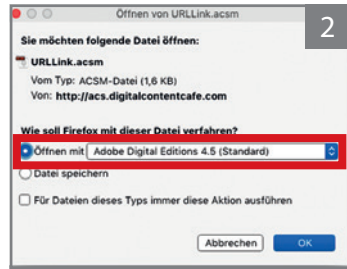 Öffnen von URLLink.acsm
2
Sie möchten folgende Datei öffnen:
URLLink.acsm
Vom Typ: ACSM-Datei (1,6 KB)
Von: http://acs.digitalcontentcafe.com
Wie soll Firefox mit dieser Datei verfahren?
Öffnen mit Adobe Digital Editions 4.5 (Standard)
Datei speichern
Für Dateien dieses Typs immer diese Aktion ausführen
Abbrechen OK